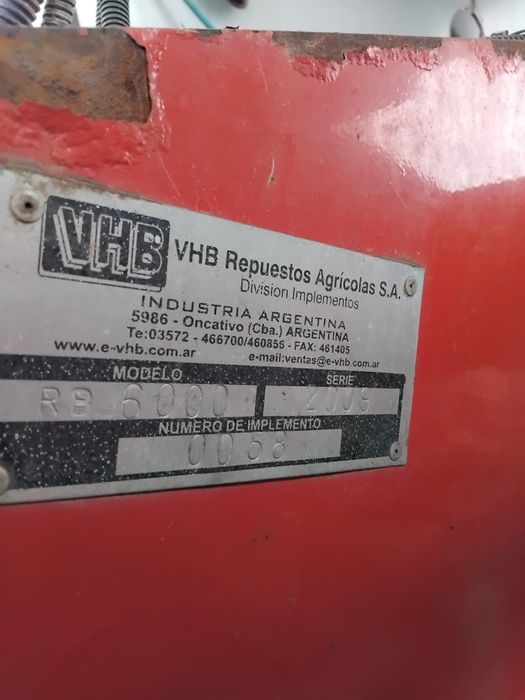 VHB
VHB Repuestos Agrícolas S.A.
Division Implementos
INDUSTRIA ARGENTINA
5986 - Oncativo (Cba.) ARGENTINA
Te:03572 - 466700/460856 - FAX: 461405
www.e-vhb.com.ar e-mail:ventas@e-vhb.com.ar
MODELO SERIE
RB 6000 2009
NUMERO DE IMPLEMENTO
0058